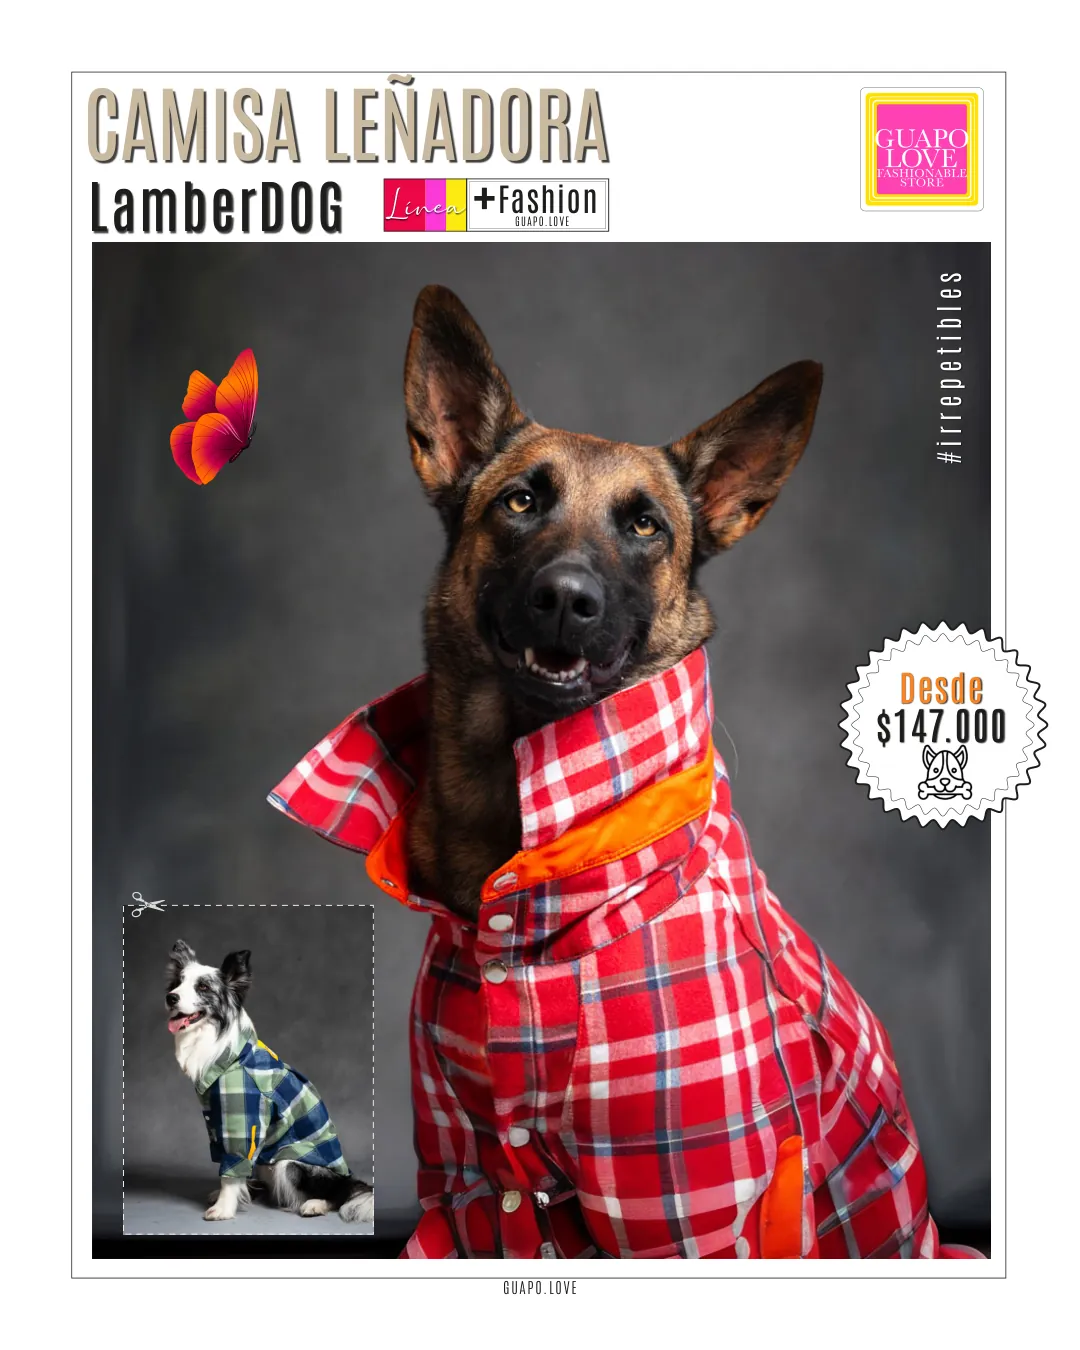 CAMISA LEÑADORA
LamberDOG
Línea
+Fashion
GUAPO.LOVE
GUAPO
LOVE
FASHIONABLE
STORE
#irrepetibles
Desde
$147.000
GUAPO.LOVE